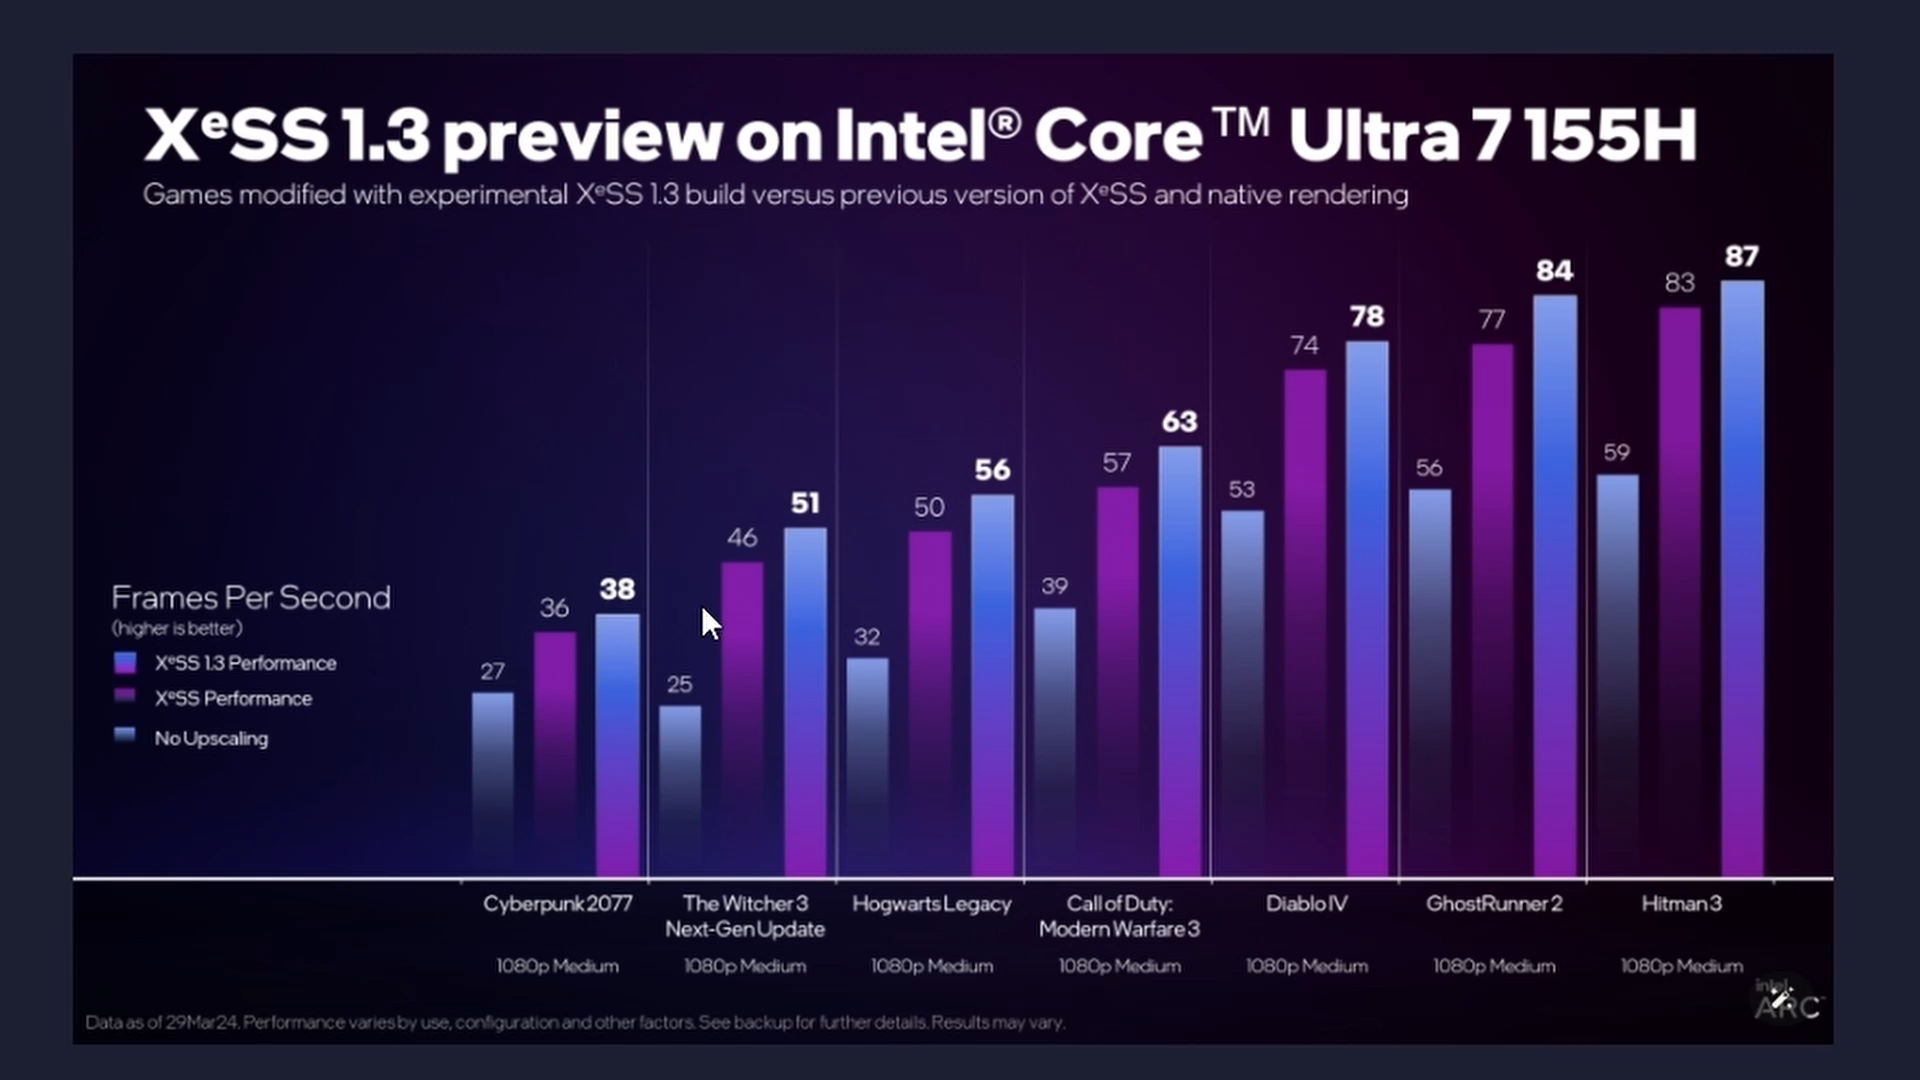 XeSS 1.3 preview on Intel® Core™ Ultra 7 155H
Games modified with experimental XeSS 1.3 build versus previous version of XeSS and native rendering
Frames Per Second
(higher is better)
XeSS 1.3 Performance
XeSS Performance
No Upscaling
27 36 38
25 46 51
32 50 56
39 57 63
53 74 78
56 77 84
59 83 87
Cyberpunk 2077
1080p Medium
The Witcher 3
Next-Gen Update
1080p Medium
Hogwarts Legacy
1080p Medium
Call of Duty:
Modern Warfare 3
1080p Medium
Diablo IV
1080p Medium
GhostRunner 2
1080p Medium
Hitman 3
1080p Medium
Data as of 29Mar24. Performance varies by use, configuration and other factors. See backup for further details. Results may vary.
intel
ARC™